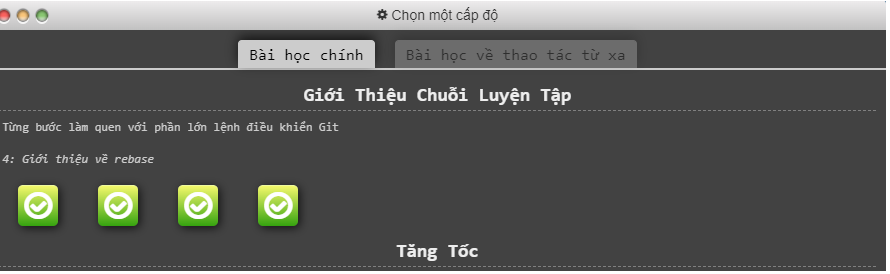 Chọn một cấp độ
Bài học chính Bài học về thao tác từ xa
Giới Thiệu Chuỗi Luyện Tập
Từng bước làm quen với phần lớn lệnh điều khiển Git
4: Giới thiệu về rebase
Tăng Tốc